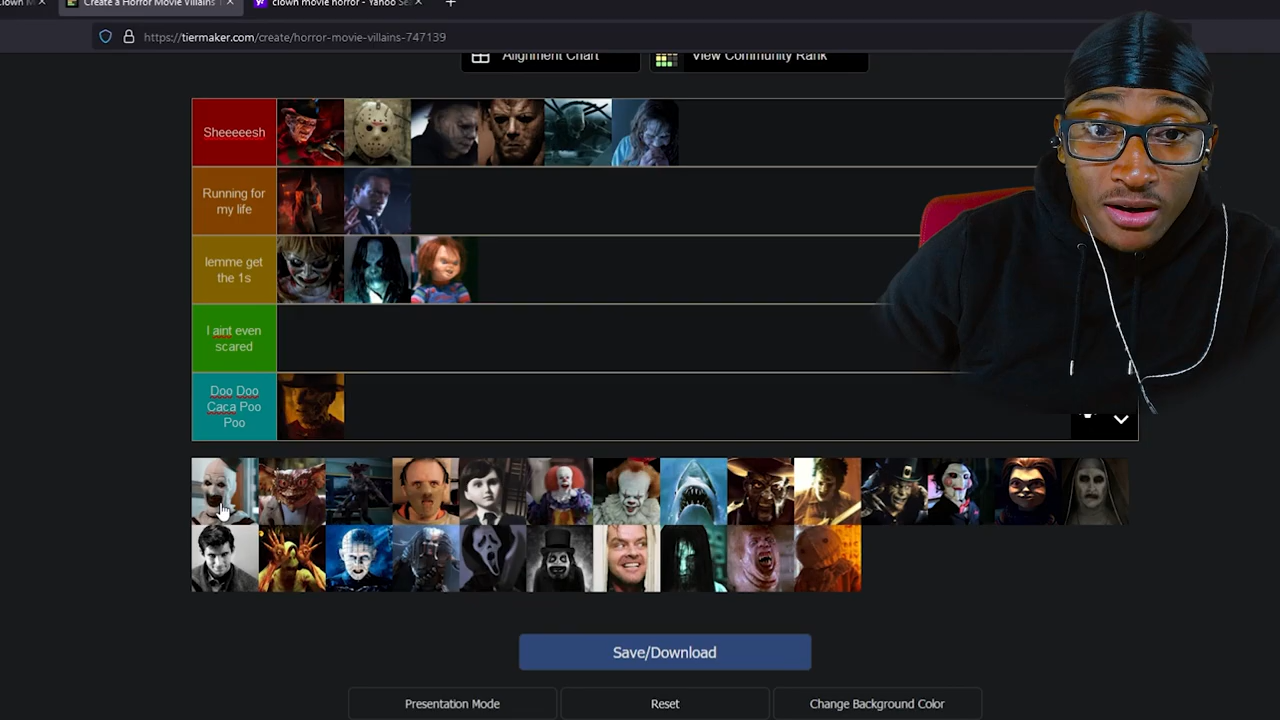 Create a Horror Movie Villains
clown movie horror - Yahoo Se
https://tiermaker.com/create/horror-movie-villains-747139
Alignment Chart
View Community Rank
Sheeeeesh
Running for
my life
lemme get
the 1s
I aint even
scared
Doo Doo
Caca Poo
Poo
Save/Download
Presentation Mode
Reset
Change Background Color